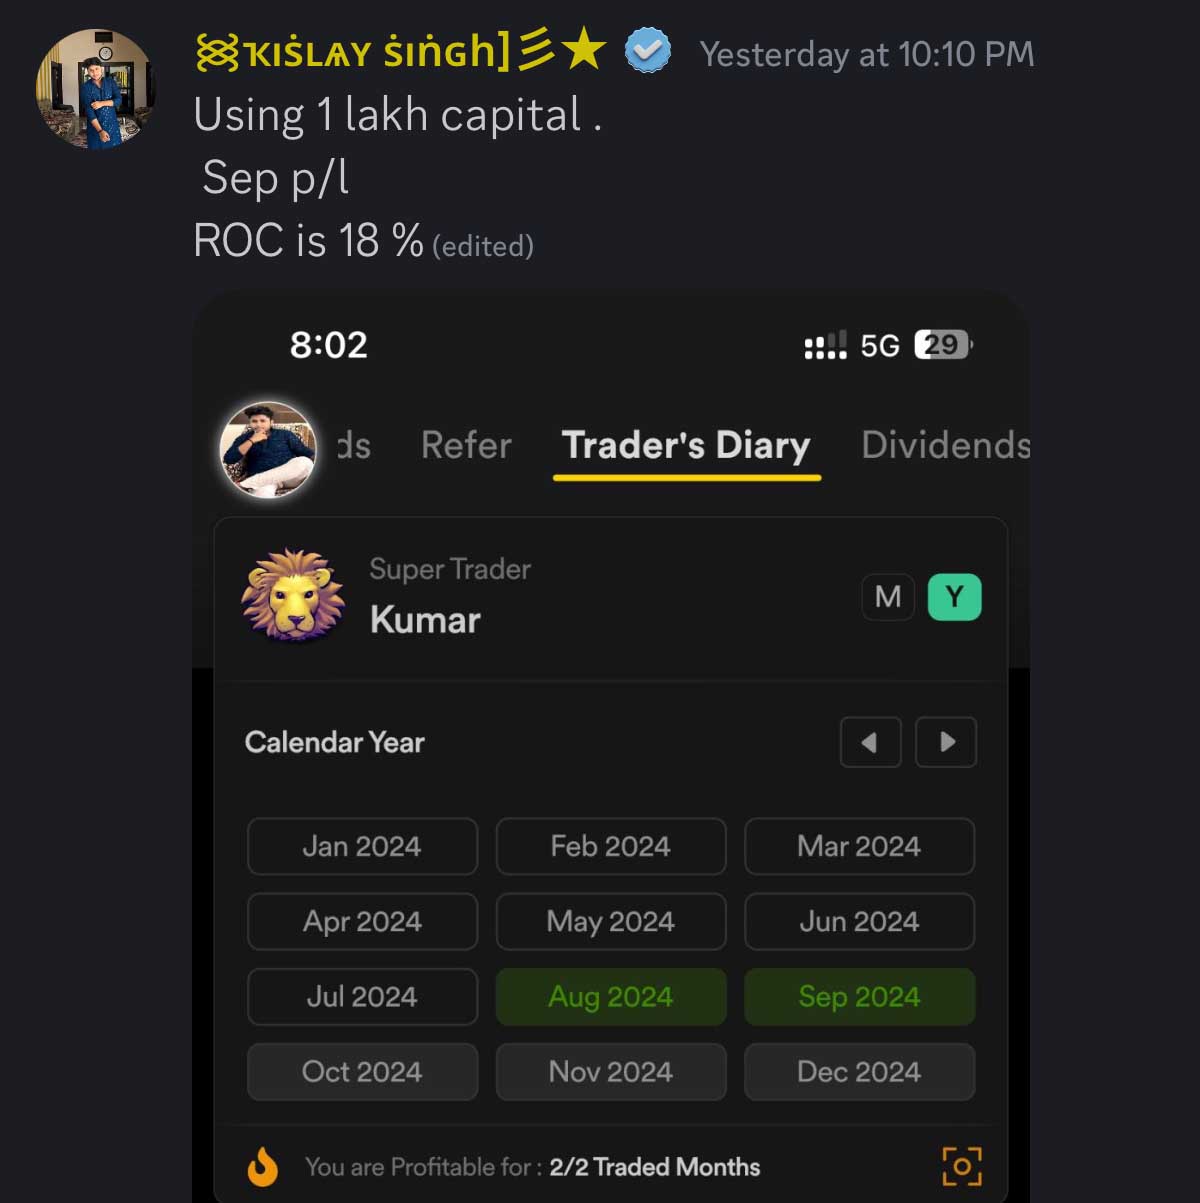 ꀘıṡʟᴀʏ ṡıṅɢһ]彡★ Yesterday at 10:10 PM
Using 1 lakh capital .
Sep p/l
ROC is 18 % (edited)
8:02 5G 29
ds Refer Trader's Diary Dividends
Super Trader
Kumar
M Y
Calendar Year
Jan 2024 Feb 2024 Mar 2024
Apr 2024 May 2024 Jun 2024
Jul 2024 Aug 2024 Sep 2024
Oct 2024 Nov 2024 Dec 2024
You are Profitable for : 2/2 Traded Months